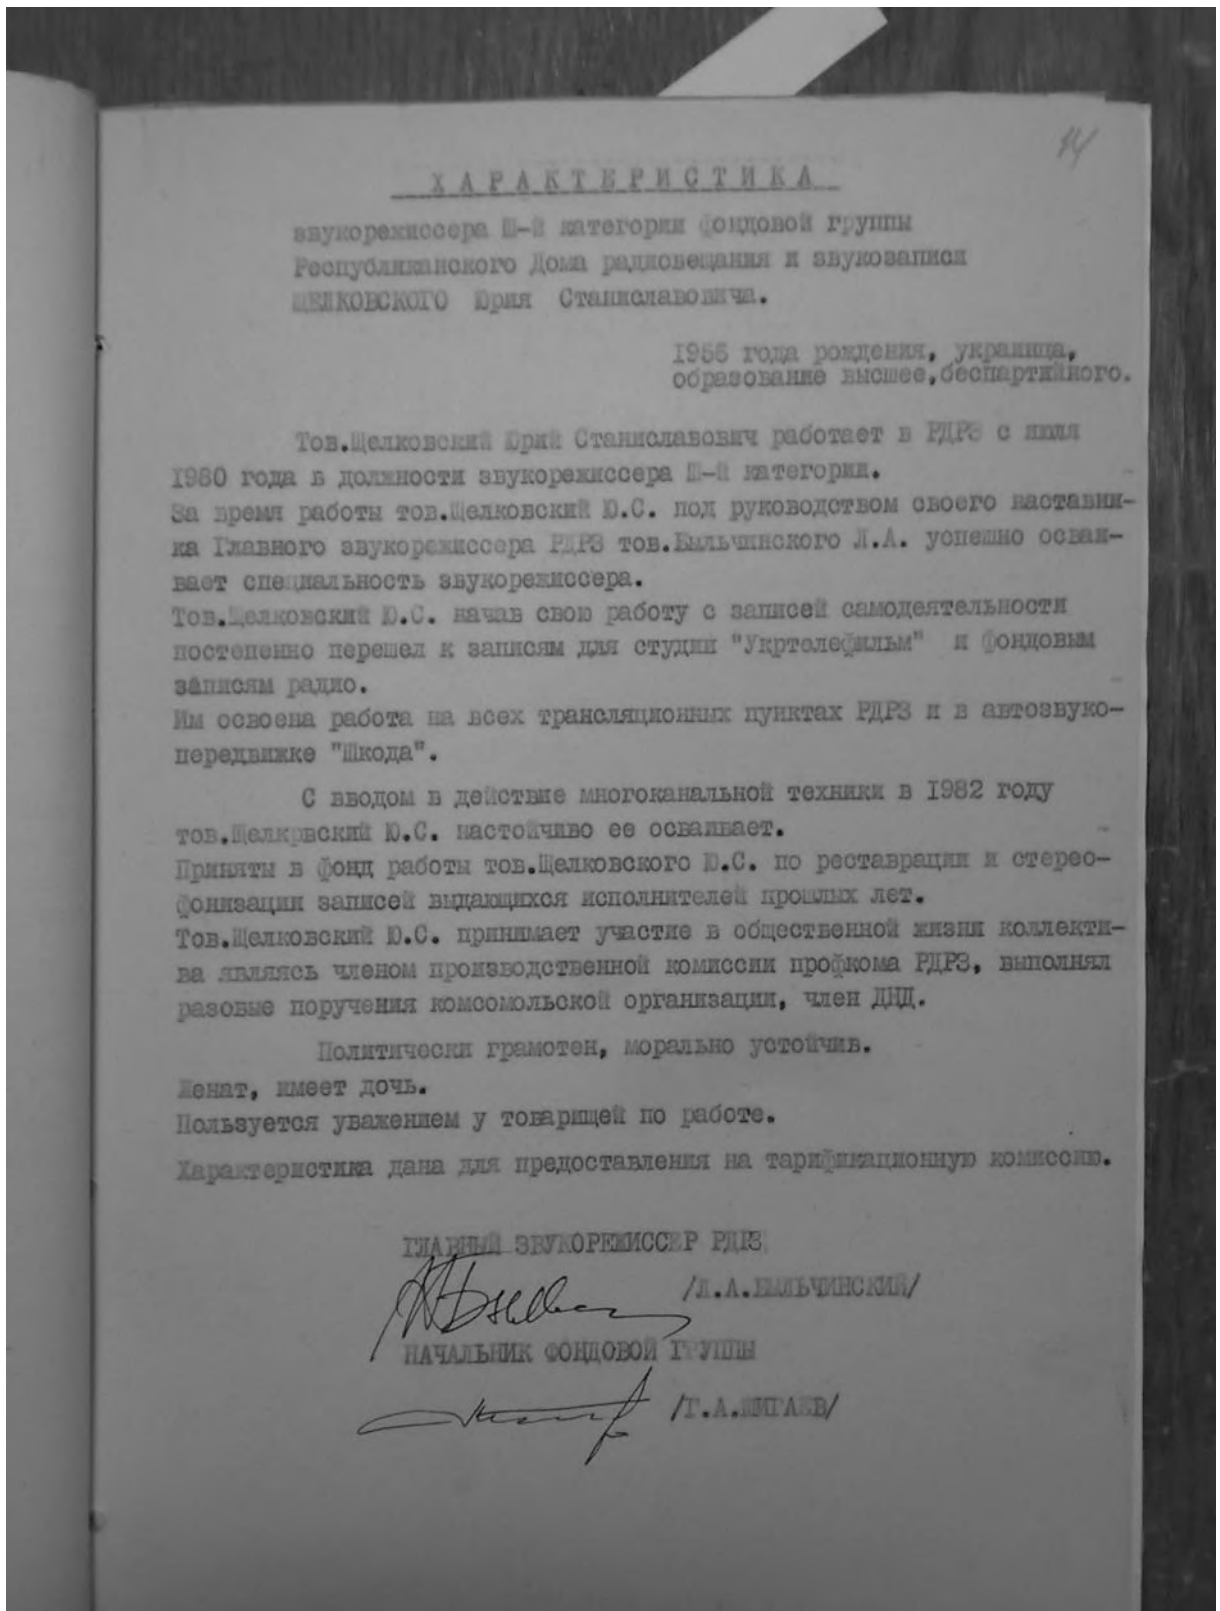 14
ХАРАКТЕРИСТИКА
звукорежиссера Ш-й категории фондовой группы
Республиканского Дома радиовещания и звукозаписи
ЩЕЛКОВСКОГО Юрия Станиславовича.
1956 года рождения, украинца,
образование высшее,беспартийного.
Тов.Щелковский Юрий Станиславович работает в РДРЗ с июля
1980 года в должности звукорежиссера Ш-й категории.
За время работы тов.Щелковский Ю.С. под руководством своего наставни-
ка Главного звукорежиссера РДРЗ тов.Быльчинского Л.А. успешно осваи-
вает специальность звукорежиссера.
Тов.Щелковский Ю.С. начав свою работу с записей самодеятельности
постепенно перешел к записям для студии "Укртелефильм" и фондовым
записям радио.
Им освоена работа на всех трансляционных пунктах РДРЗ и в автозвуко-
передвижке "Шкода".
С вводом в действие многоканальной техники в 1982 году
тов.Щелковский Ю.С. настойчиво ее осваивает.
Приняты в фонд работы тов.Щелковского Ю.С. по реставрации и стерео-
фонизации записей выдающихся исполнителей прошлых лет.
Тов.Щелковский Ю.С. принимает участие в общественной жизни коллекти-
ва являясь членом производственной комиссии профкома РДРЗ, выполнял
разовые поручения комсомольской организации, член ДНД.
Политически грамотен, морально устойчив.
Женат, имеет дочь.
Пользуется уважением у товарищей по работе.
Характеристика дана для предоставления на тарификационную комиссию.
ГЛАВНЫЙ ЗВУКОРЕЖИССЕР РДРЗ
/Л.А.БЫЛЬЧИНСКИЙ/
НАЧАЛЬНИК ФОНДОВОЙ ГРУППЫ
/Г.А.ШИГАЕВ/